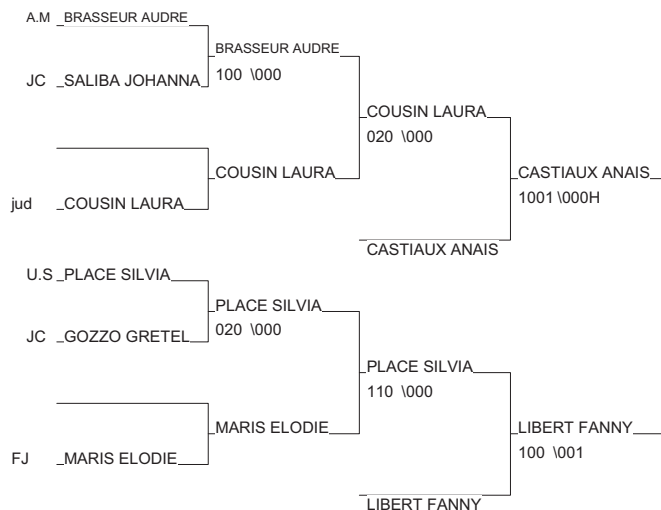 A.M BRASSEUR AUDRE
BRASSEUR AUDRE
100 \000
JC SALIBA JOHANNA
COUSIN LAURA
020 \000
COUSIN LAURA
CASTIAUX ANAIS
1001 \000H
jud COUSIN LAURA
CASTIAUX ANAIS
U.S PLACE SILVIA
PLACE SILVIA
020 \000
JC GOZZO GRETEL
PLACE SILVIA
110 \000
MARIS ELODIE
LIBERT FANNY
100 \001
FJ MARIS ELODIE
LIBERT FANNY